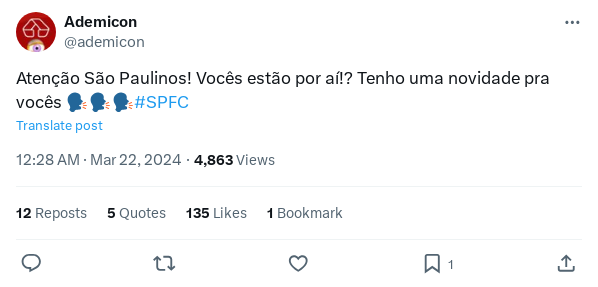 Ademicon
@ademicon
Atenção São Paulinos! Vocês estão por aí!? Tenho uma novidade pra
vocês 🗣️🗣️🗣️#SPFC
Translate post
12:28 AM · Mar 22, 2024 · 4,863 Views
12 Reposts 5 Quotes 135 Likes 1 Bookmark
1